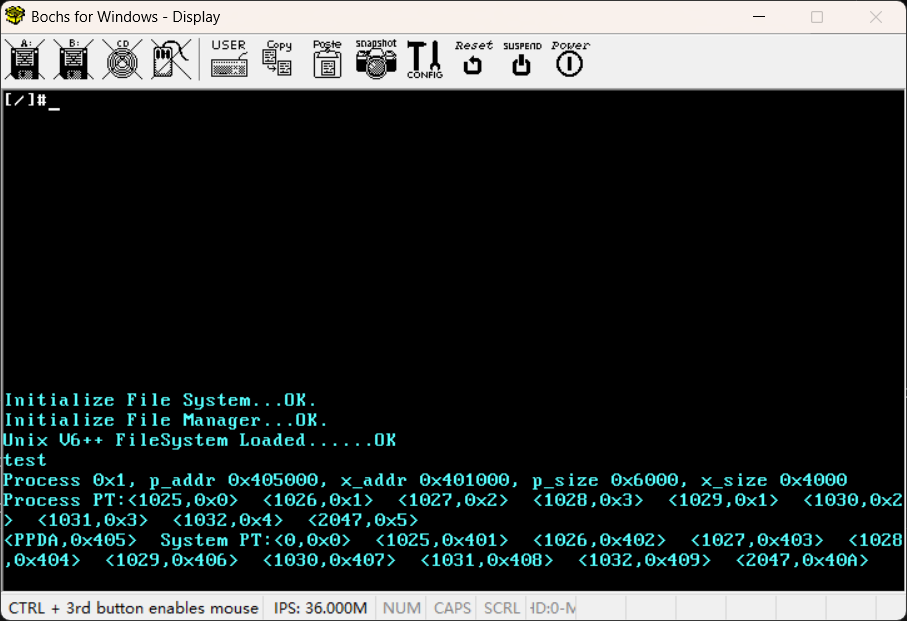 Bochs for Windows - Display
A: B: CD USER Copy Paste snapshot CONFIG Reset SUSPEND Power
[/]#_
Initialize File System...OK.
Initialize File Manager...OK.
Unix V6++ FileSystem Loaded......OK
test
Process 0x1, p_addr 0x405000, x_addr 0x401000, p_size 0x6000, x_size 0x4000
Process PT:<1025,0x0>  <1026,0x1>  <1027,0x2>  <1028,0x3>  <1029,0x1>  <1030,0x2
>  <1031,0x3>  <1032,0x4>  <2047,0x5>
<PPDA,0x405>  System PT:<0,0x0>  <1025,0x401>  <1026,0x402>  <1027,0x403>  <1028
,0x404>  <1029,0x406>  <1030,0x407>  <1031,0x408>  <1032,0x409>  <2047,0x40A>
CTRL + 3rd button enables mouse IPS: 36.000M NUM CAPS SCRL HD:0-M